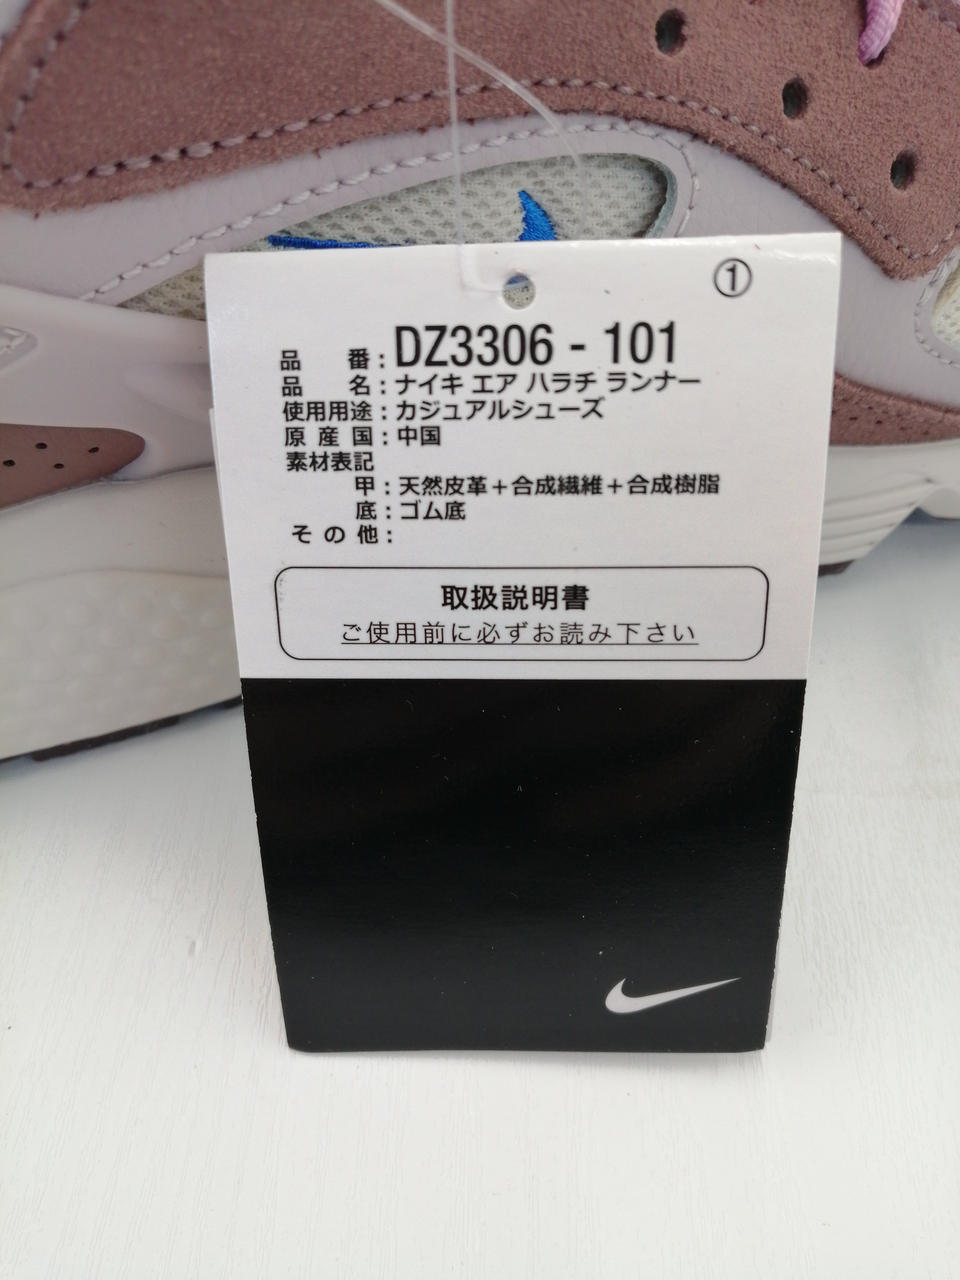 ①
品 番：DZ3306 - 101
品 名：ナイキ エア ハラチ ランナー
使用用途：カジュアルシューズ
原 産 国：中国
素材表記
甲：天然皮革＋合成繊維＋合成樹脂
底：ゴム底
そ の 他：
取扱説明書
ご使用前に必ずお読み下さい